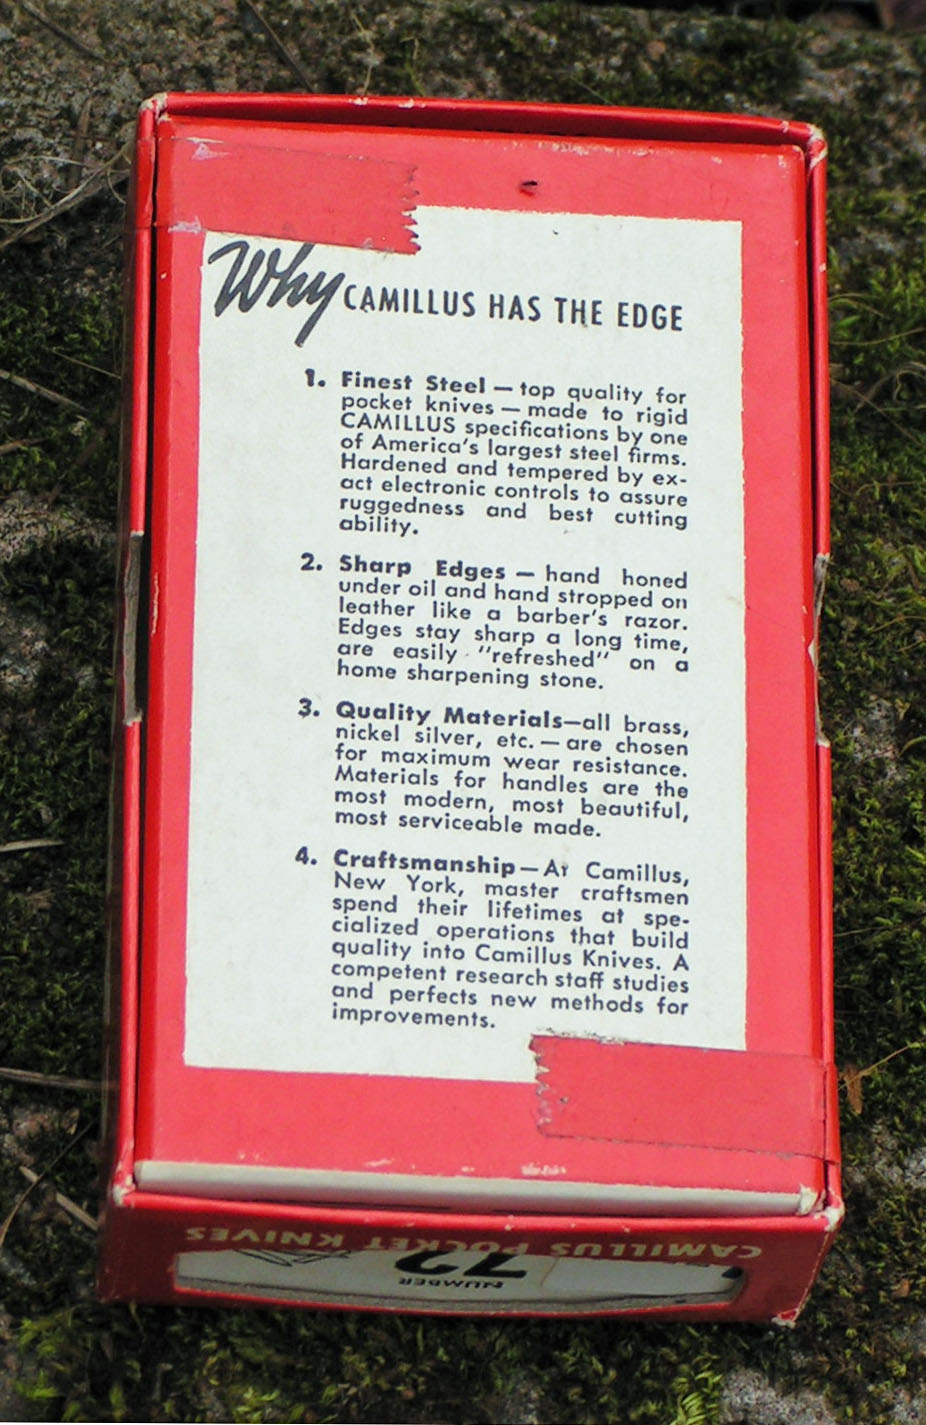 Why CAMILLUS HAS THE EDGE
1. Finest Steel — top quality for
pocket knives — made to rigid
CAMILLUS specifications by one
of America's largest steel firms.
Hardened and tempered by ex-
act electronic controls to assure
ruggedness and best cutting
ability.
2. Sharp Edges — hand honed
under oil and hand stropped on
leather like a barber's razor.
Edges stay sharp a long time,
are easily "refreshed" on a
home sharpening stone.
3. Quality Materials—all brass,
nickel silver, etc. — are chosen
for maximum wear resistance.
Materials for handles are the
most modern, most beautiful,
most serviceable made.
4. Craftsmanship — At Camillus,
New York, master craftsmen
spend their lifetimes at spe-
cialized operations that build
quality into Camillus Knives. A
competent research staff studies
and perfects new methods for
improvements.
CAMILLUS POCKET KNIVES
NUMBER
72